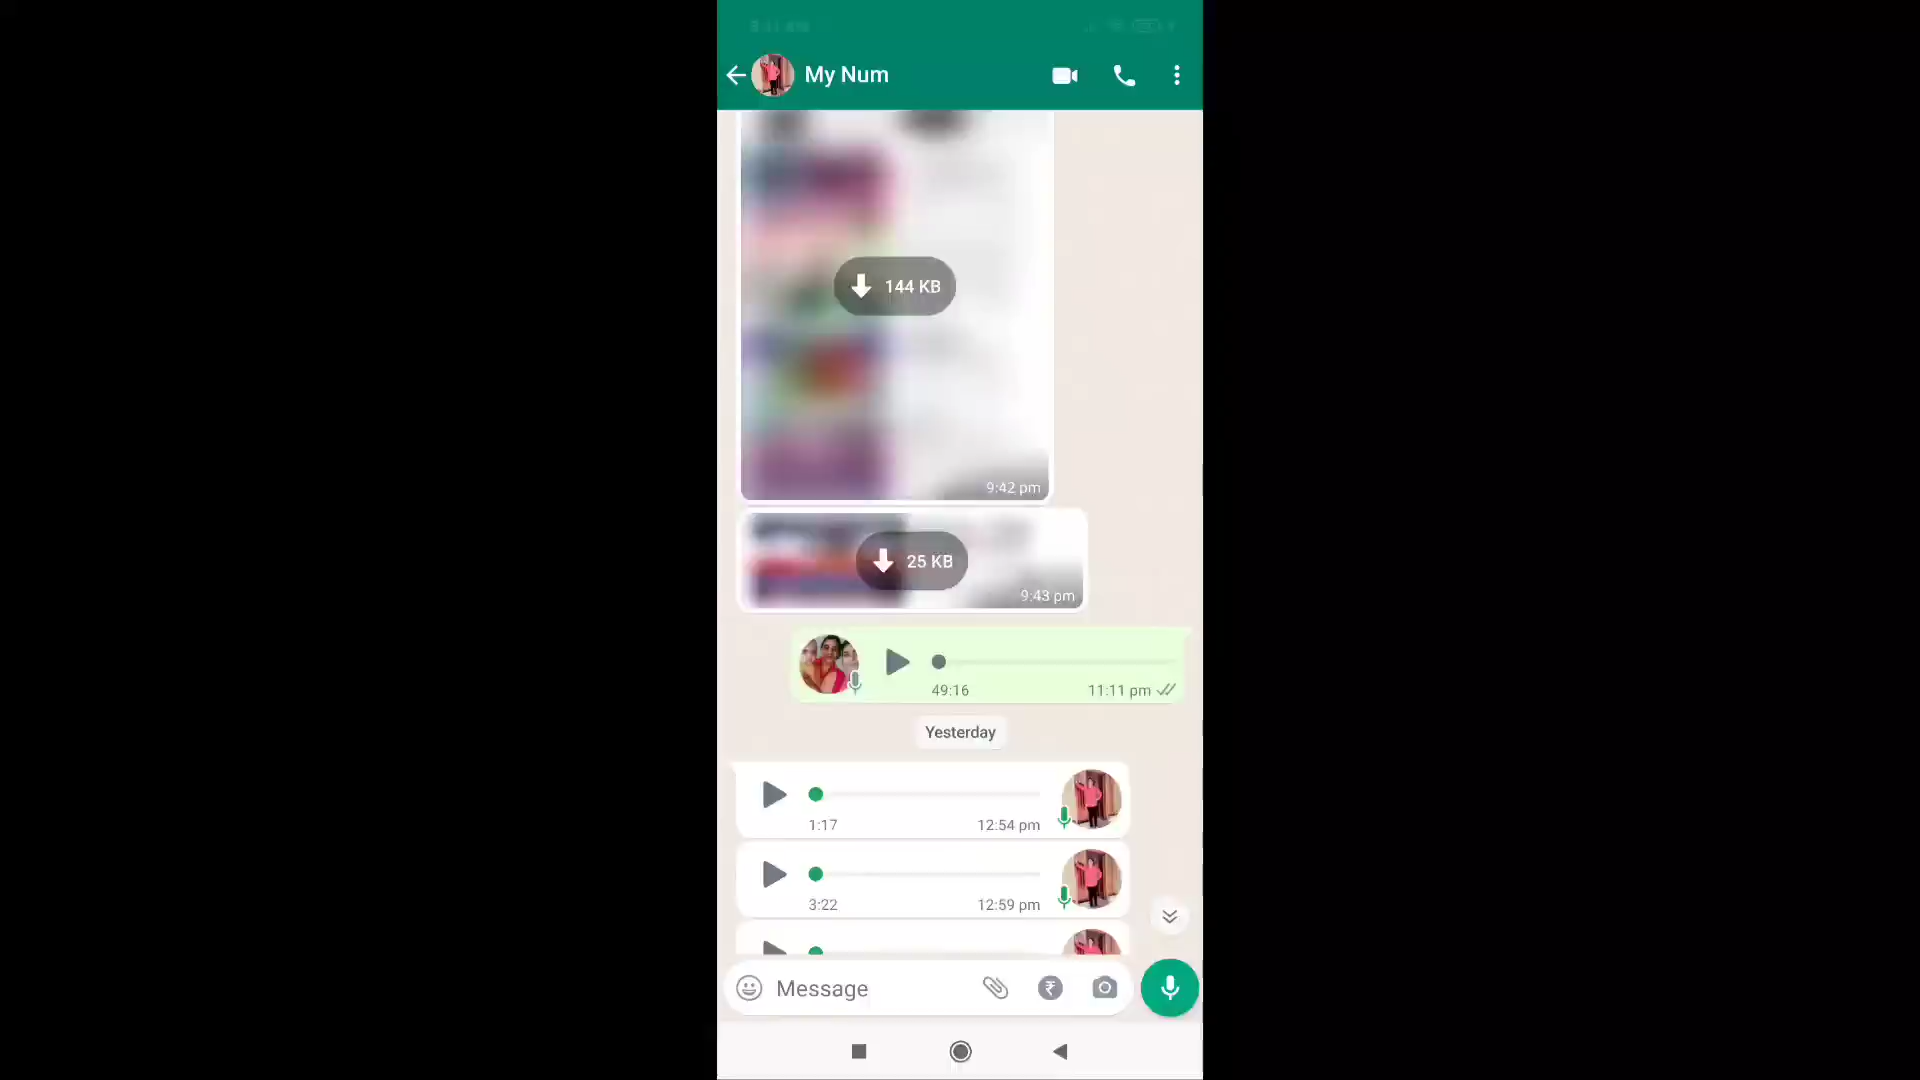 My Num
144 KB
9:42 pm
25 KB
9:43 pm
49:16 11:11 pm
Yesterday
1:17 12:54 pm
3:22 12:59 pm
Message